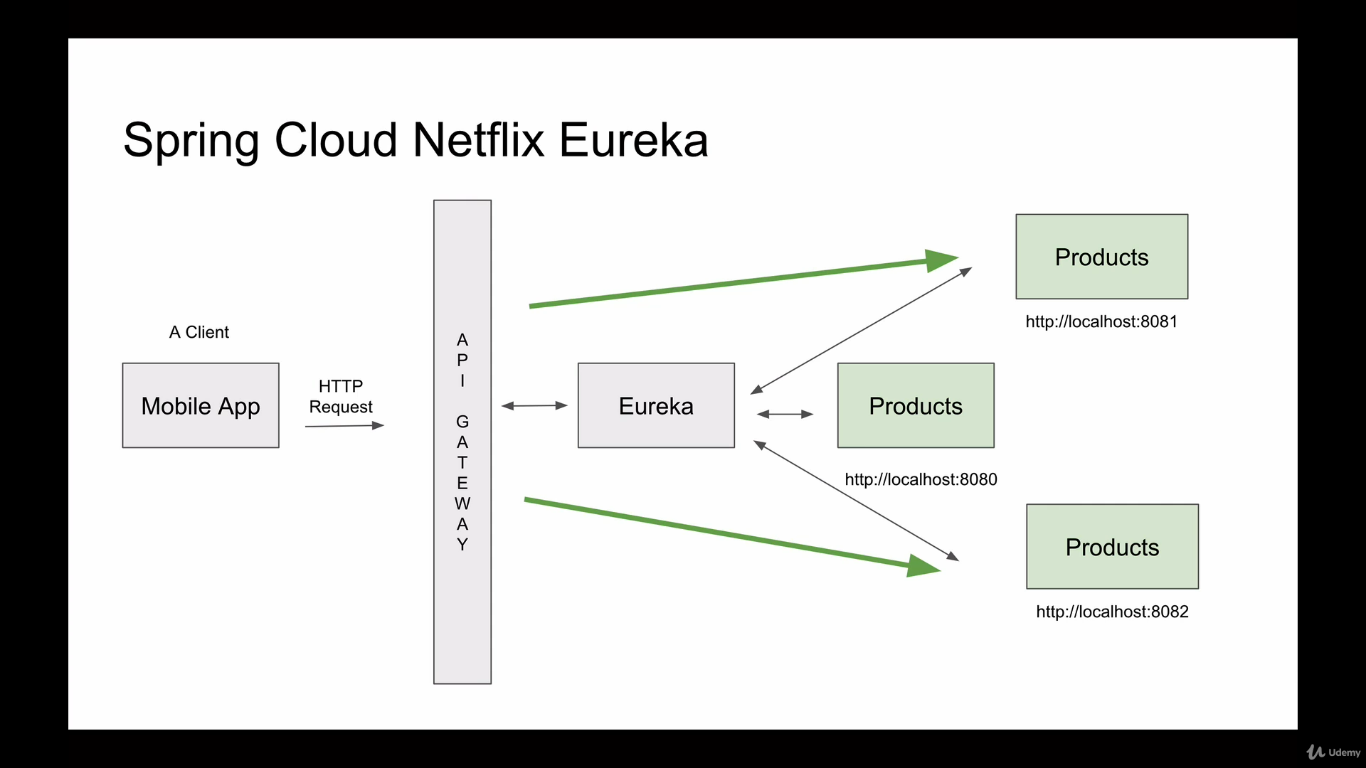 Spring Cloud Netflix Eureka
A Client
Mobile App
HTTP
Request
A
P
I
G
A
T
E
W
A
Y
Eureka
Products
http://localhost:8081
Products
http://localhost:8080
Products
http://localhost:8082
Udemy